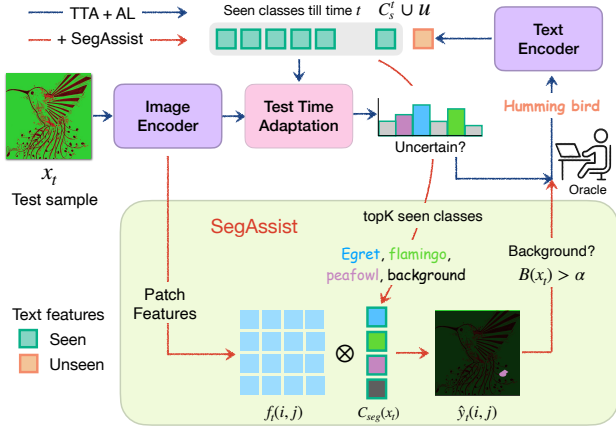 TTA + AL
+ SegAssist
Seen classes till time t
C_s^t ∪ u
Text
Encoder
Image
Encoder
Test Time
Adaptation
Uncertain?
Humming bird
Oracle
x_t
Test sample
SegAssist
topK seen classes
Egret, flamingo,
peafowl, background
Background?
B(x_t) > α
Patch
Features
Text features
Seen
Unseen
⊗
f_t(i, j)
C_seg(x_t)
ŷ_t(i, j)